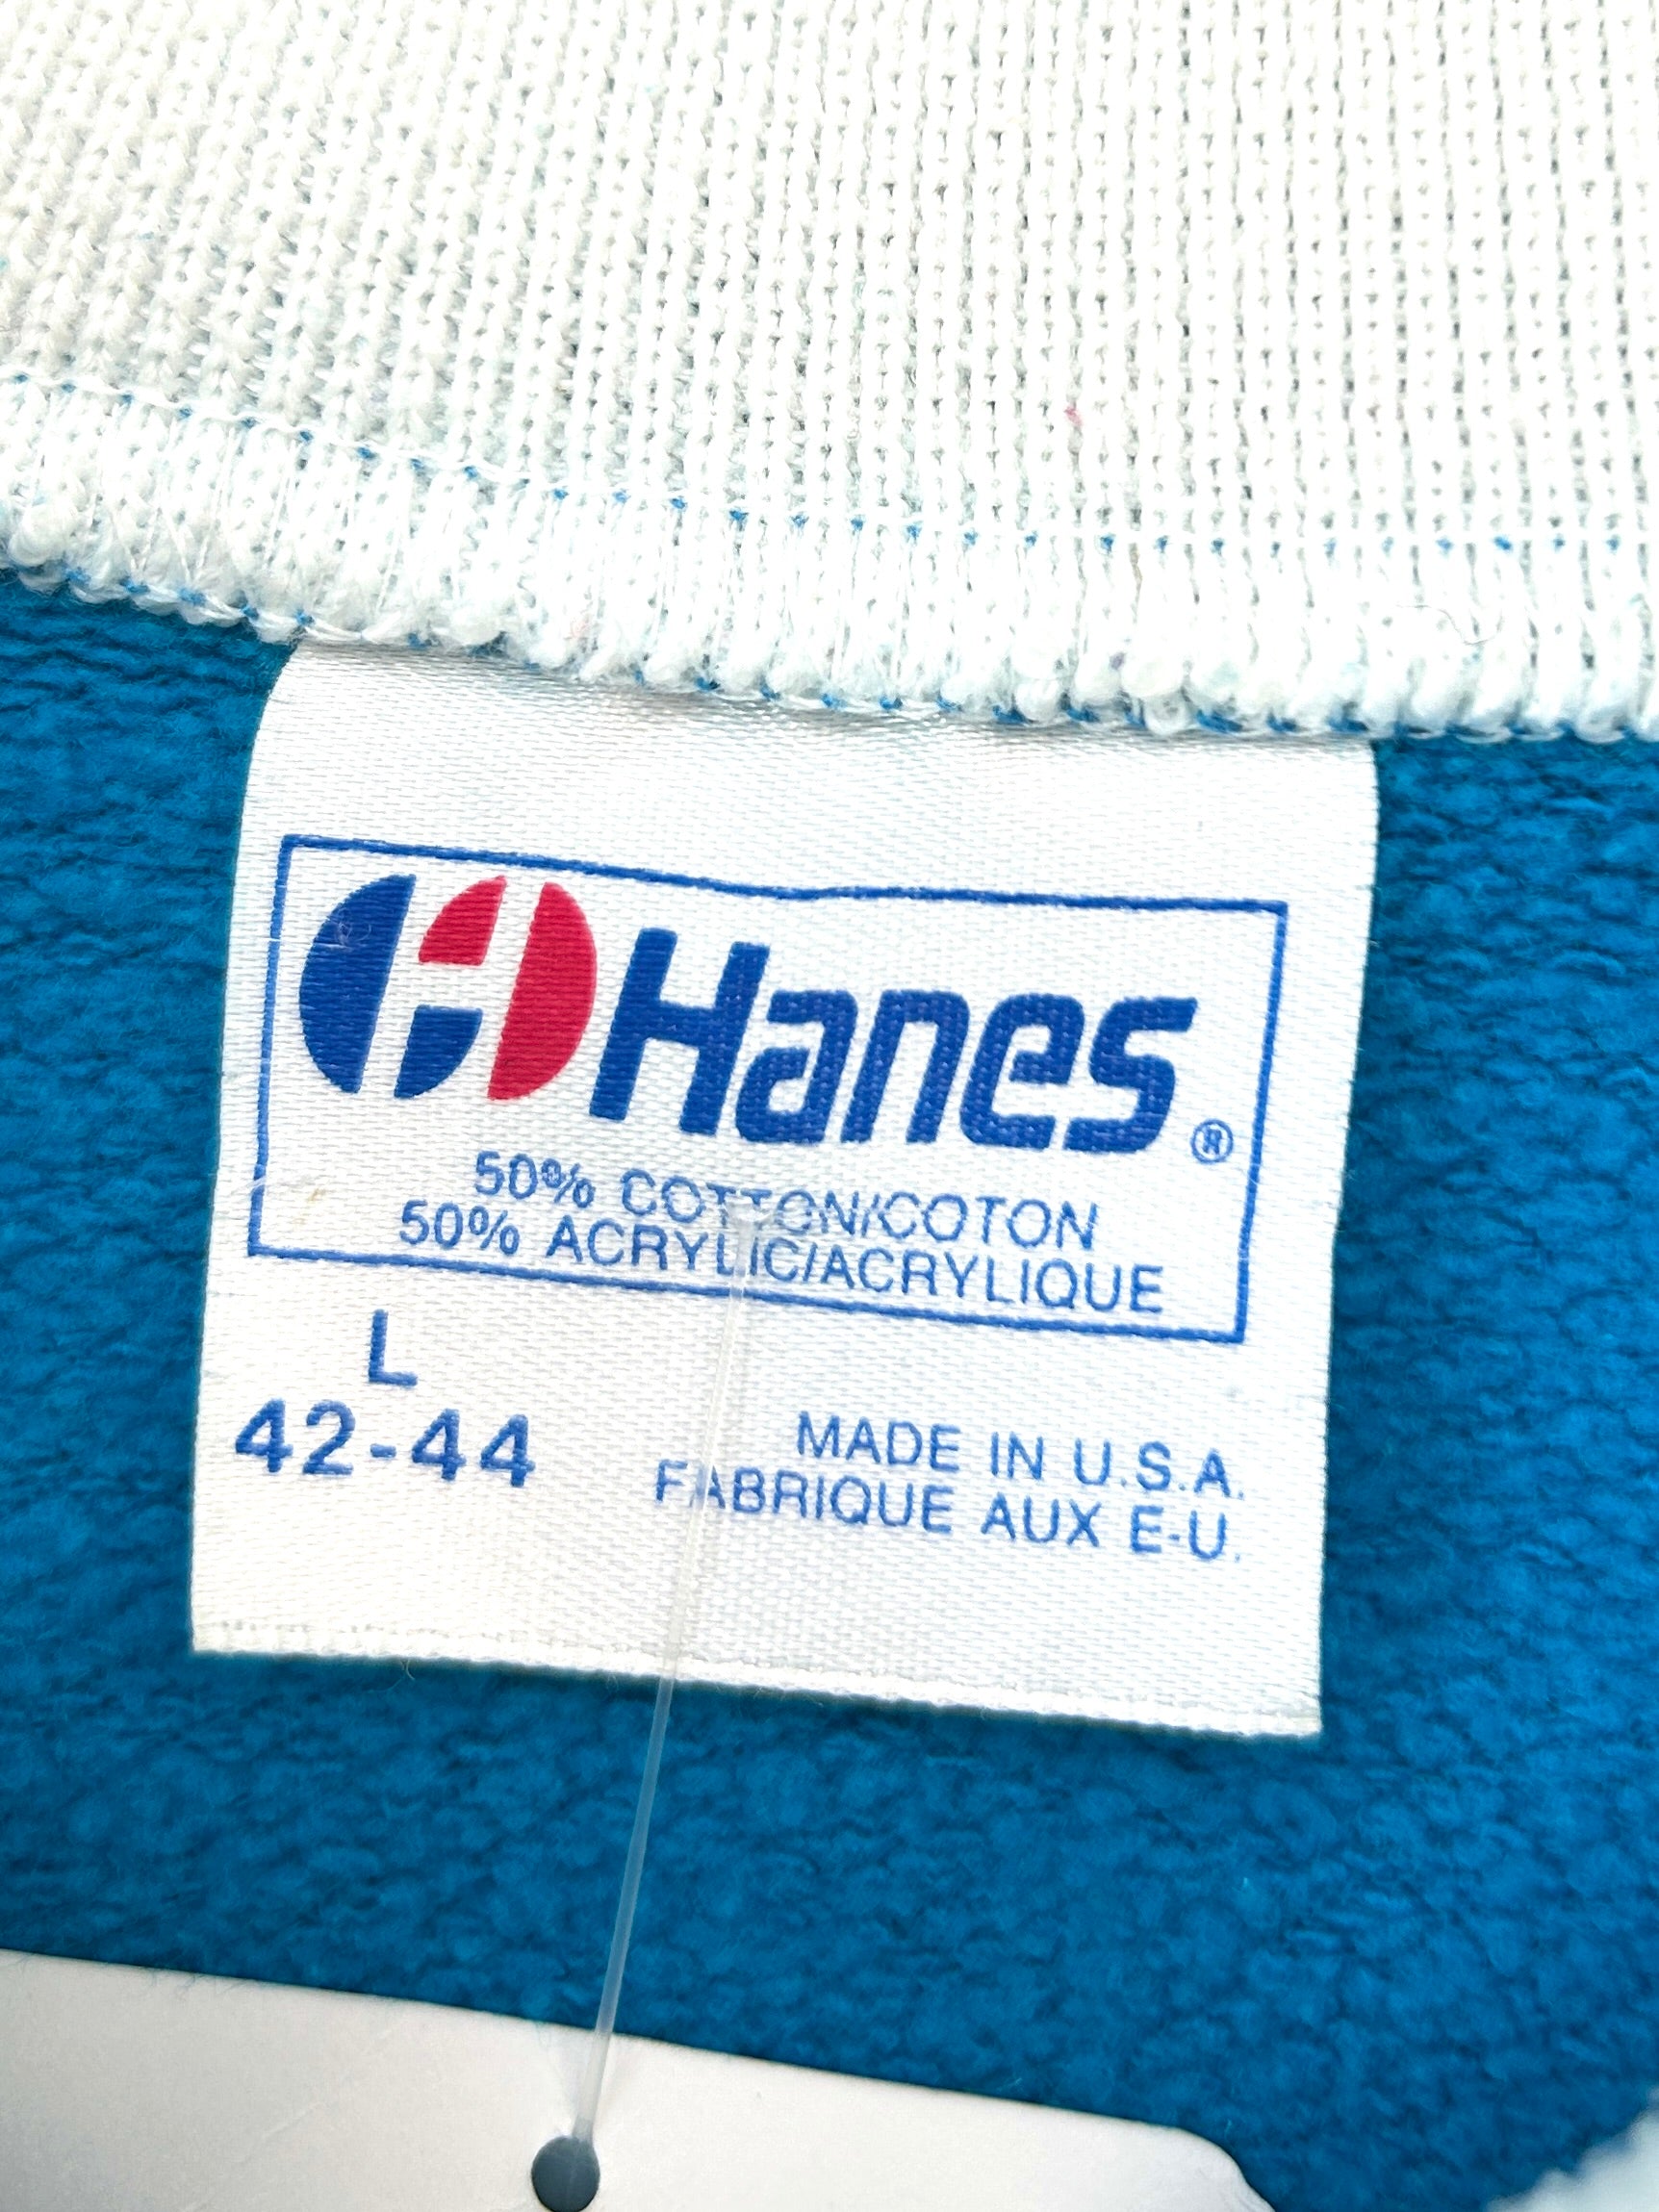 Hanes®
50% COTTON/COTON
50% ACRYLIC/ACRYLIQUE
L
42-44
MADE IN U.S.A.
FABRIQUE AUX E-U.